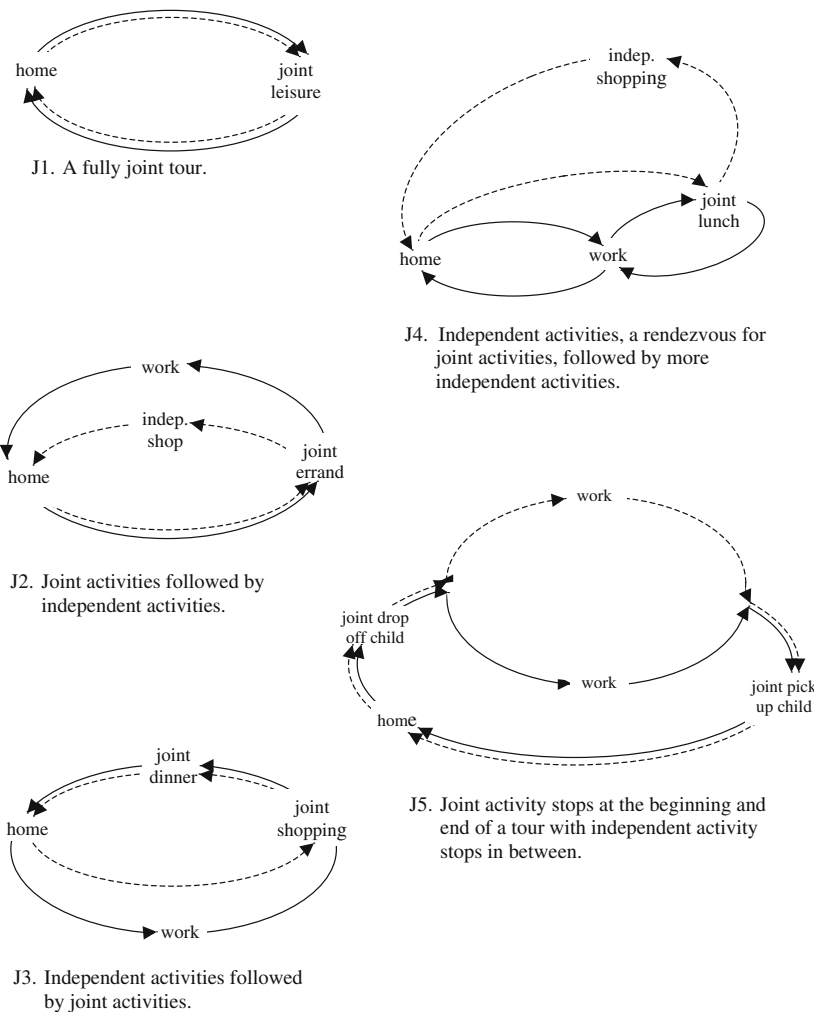 home
joint
leisure
J1. A fully joint tour.
indep.
shopping
joint
lunch
home
work
J4. Independent activities, a rendezvous for
joint activities, followed by more
independent activities.
work
indep.
shop
joint
errand
home
J2. Joint activities followed by
independent activities.
work
joint drop
off child
work
joint pick
up child
home
J5. Joint activity stops at the beginning and
end of a tour with independent activity
stops in between.
joint
dinner
joint
shopping
home
work
J3. Independent activities followed
by joint activities.